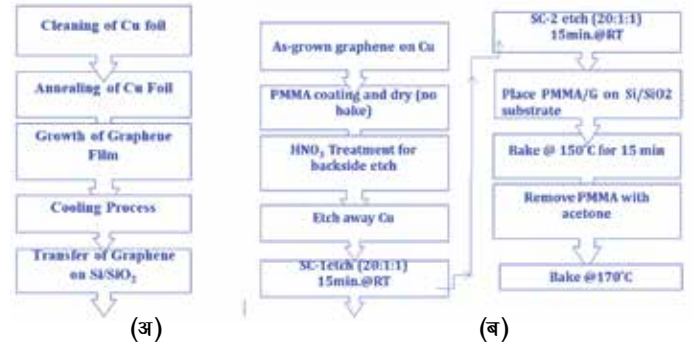 Cleaning of Cu foil
Annealing of Cu Foil
Growth of Graphene
Film
Cooling Process
Transfer of Graphene
on Si/SiO₂
(अ)
As-grown graphene on Cu
PMMA coating and dry (no
bake)
HNO₃ Treatment for
backside etch
Etch away Cu
SC-1etch (20:1:1)
15min.@RT
SC-2 etch (20:1:1)
15min.@RT
Place PMMA/G on Si/SiO2
substrate
Bake @ 150°C for 15 min
Remove PMMA with
acetone
Bake @170°C
(ब)